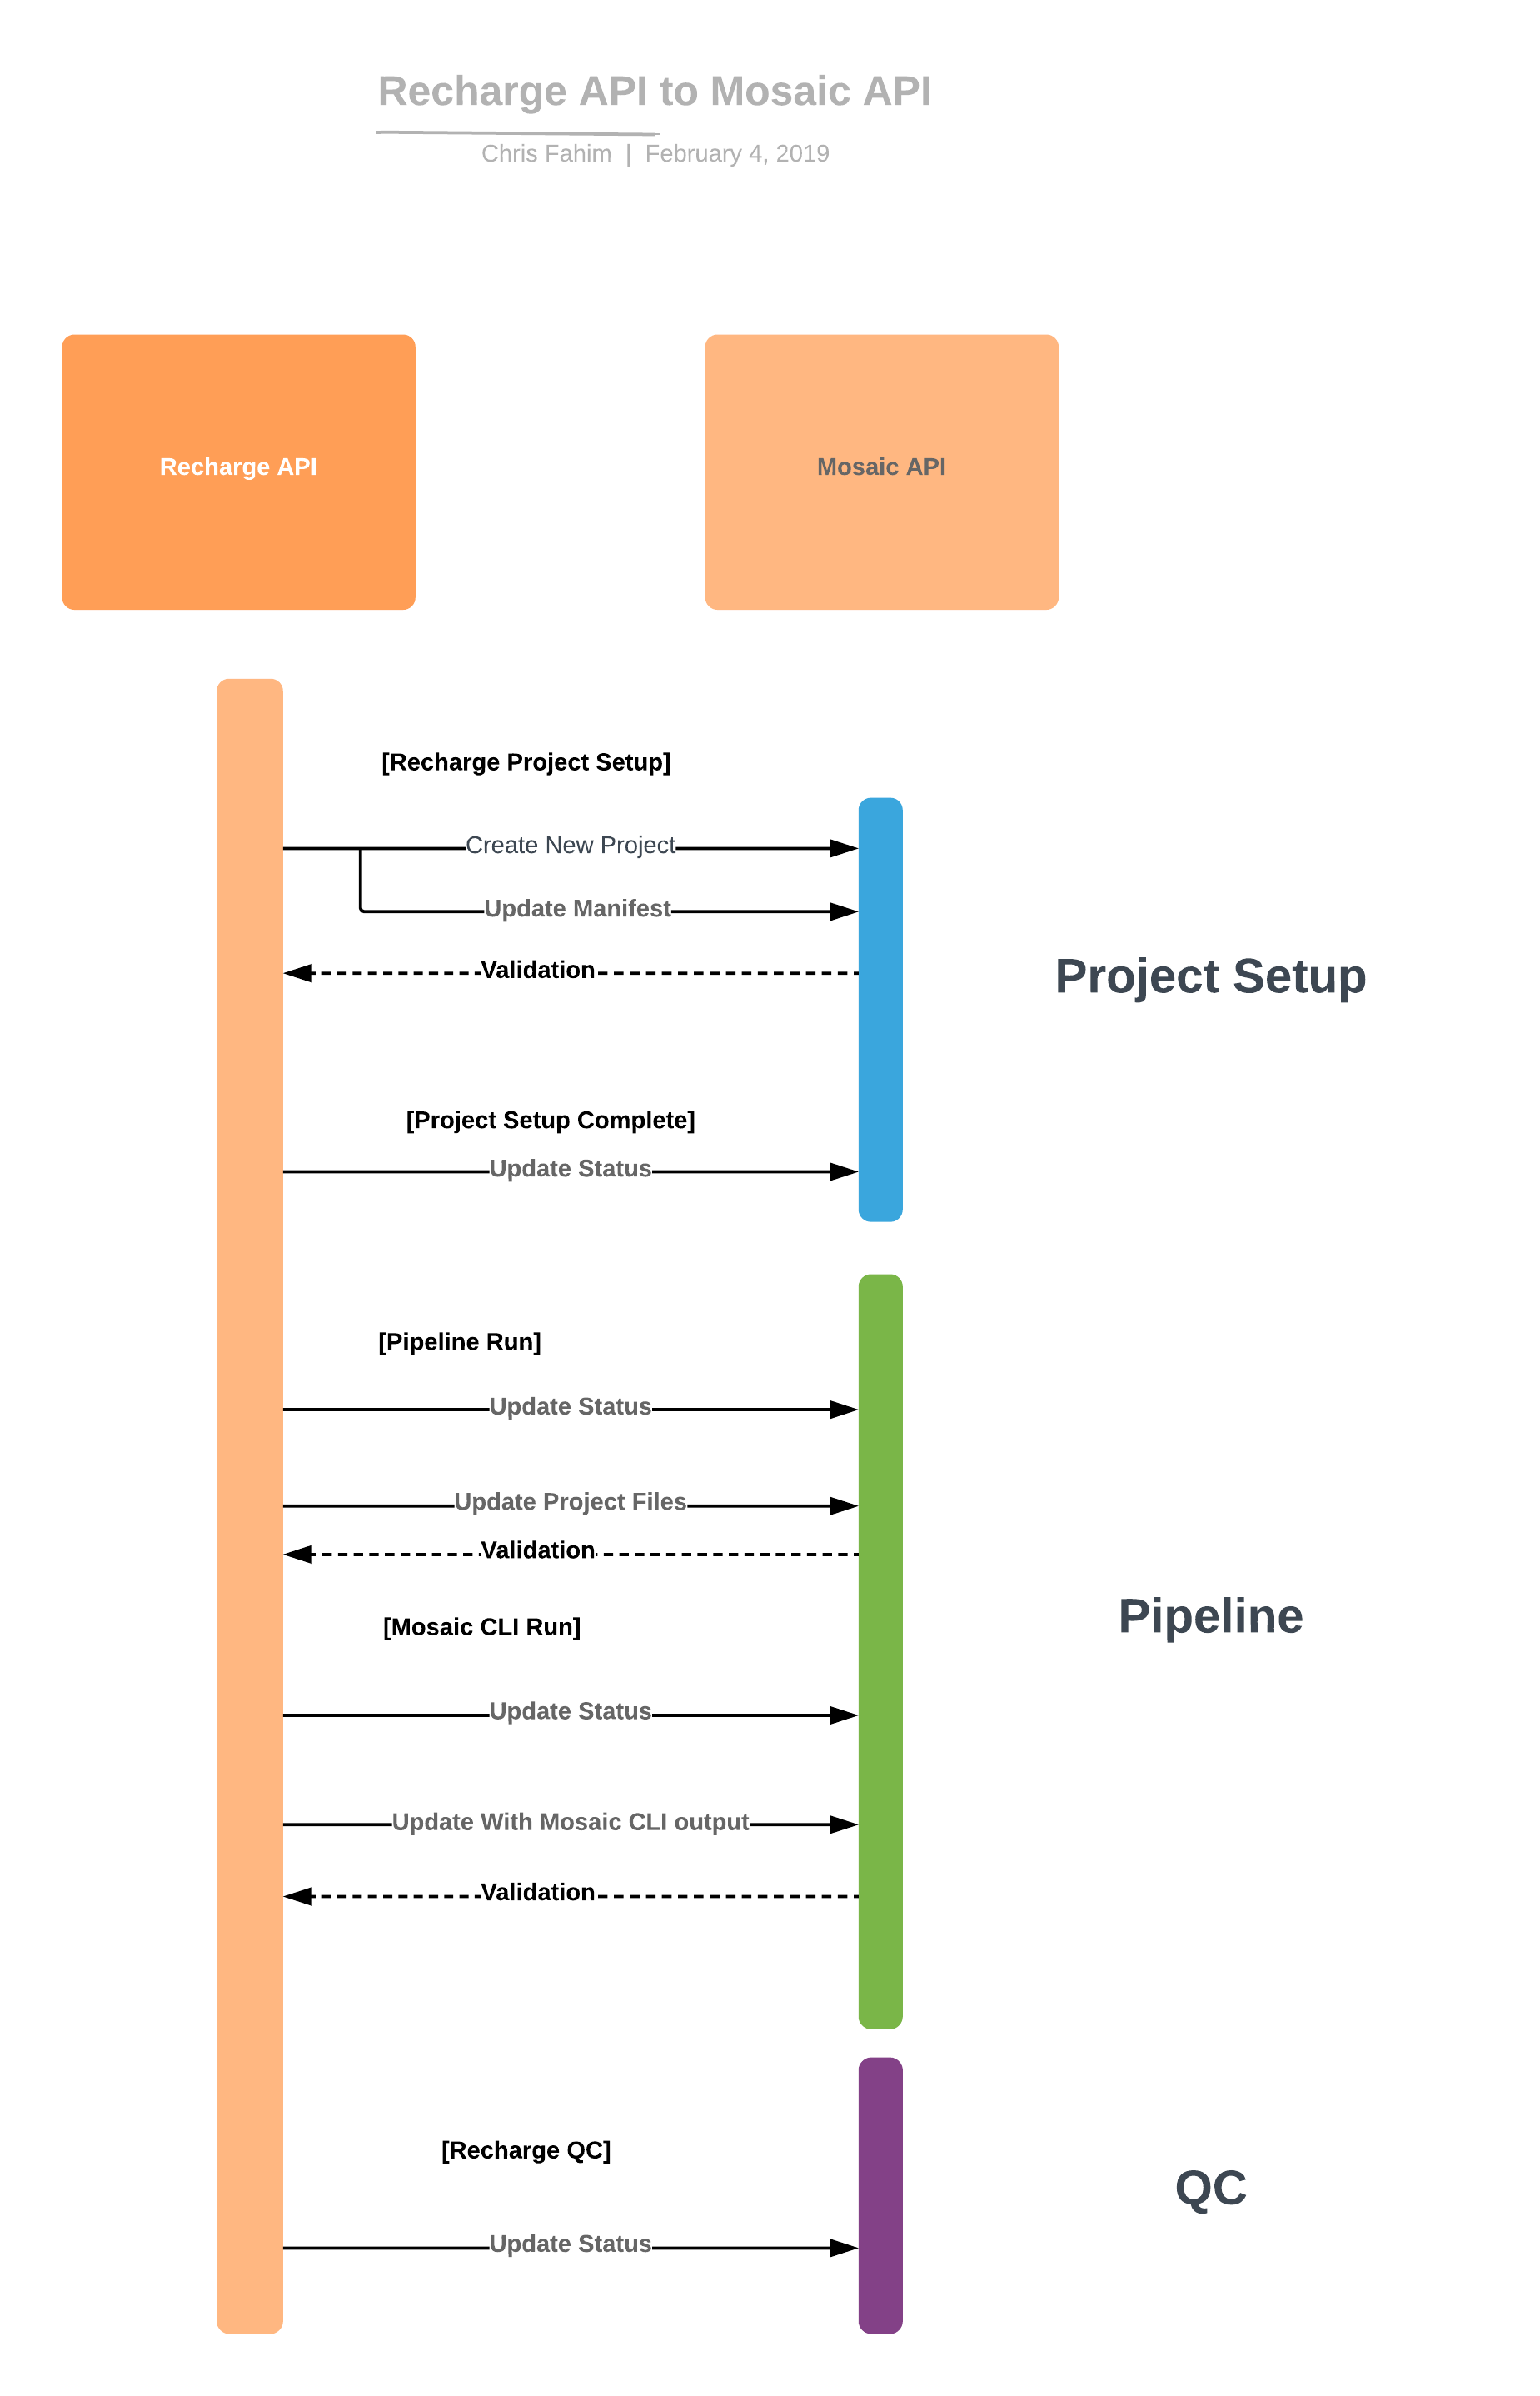 Recharge API to Mosaic API
Chris Fahim | February 4, 2019
Recharge API
Mosaic API
[Recharge Project Setup]
Create New Project
Update Manifest
Validation
Project Setup
[Project Setup Complete]
Update Status
[Pipeline Run]
Update Status
Update Project Files
Validation
Pipeline
[Mosaic CLI Run]
Update Status
Update With Mosaic CLI output
Validation
[Recharge QC]
QC
Update Status